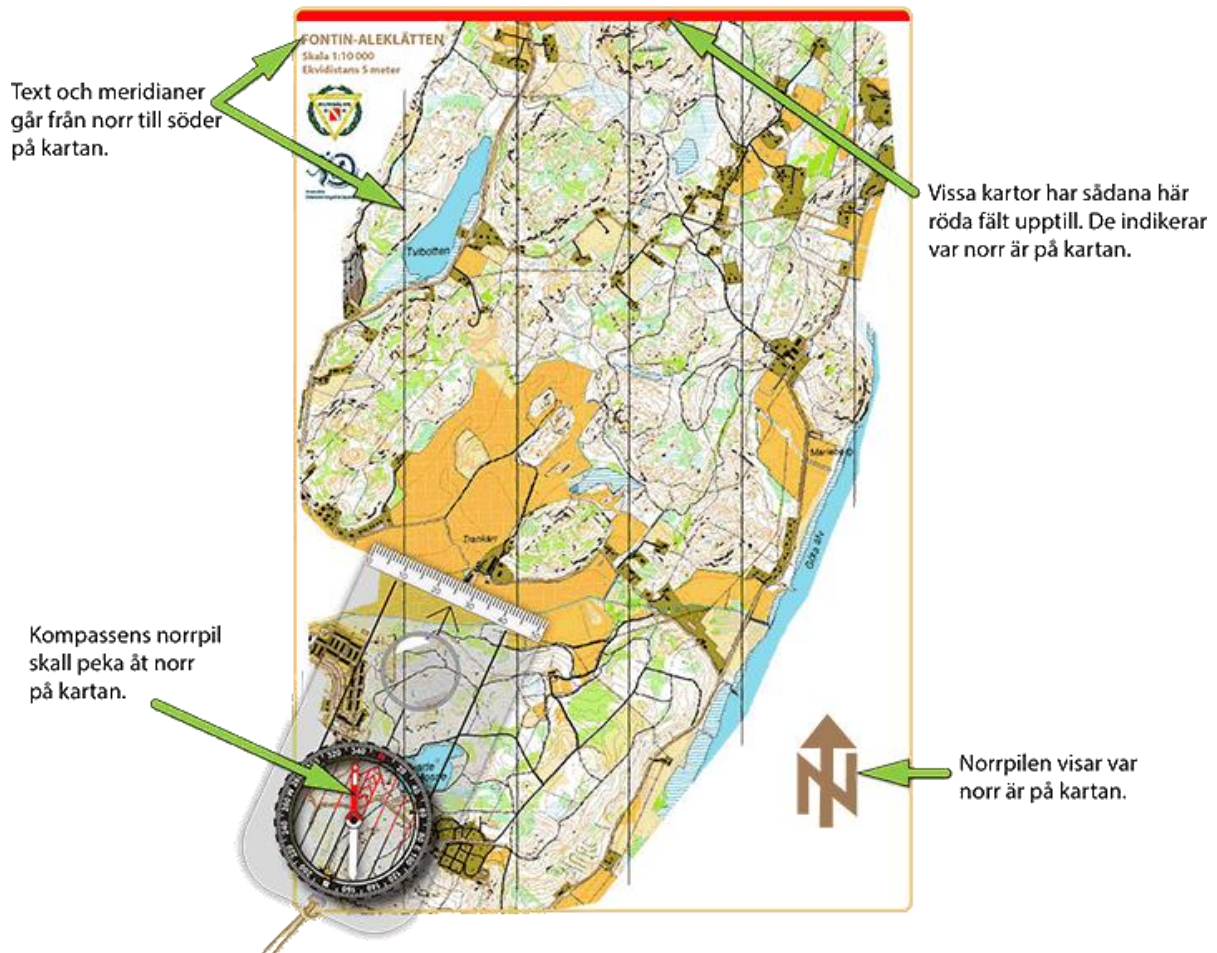 FONTIN-ALEKLÄTTEN
Skala 1:10 000
Ekvidistans 5 meter
Text och meridianer
går från norr till söder
på kartan.
Vissa kartor har sådana här
röda fält upptill. De indikerar
var norr är på kartan.
Tvibotten
Göta älv
Kompassens norrpil
skall peka åt norr
på kartan.
Norrpilen visar var
norr är på kartan.
N